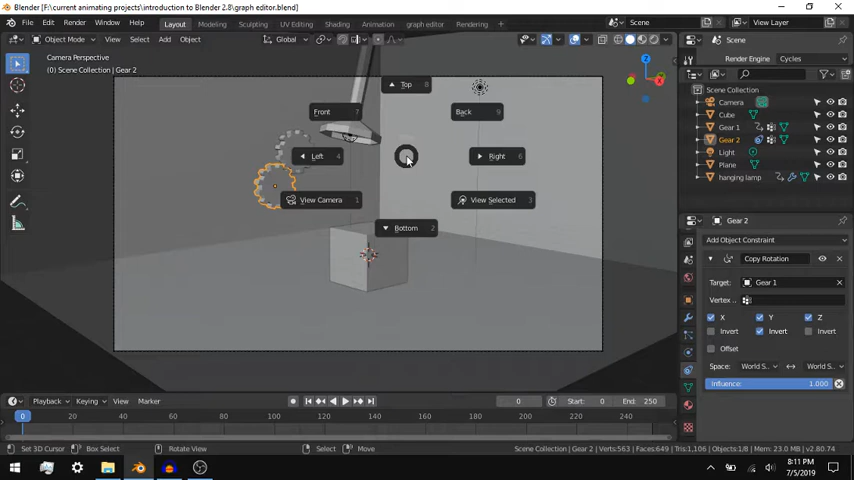 Blender [F:\current animating projects\introduction to Blender 2.8\graph editor.blend]
File Edit Render Window Help Layout Modeling Sculpting UV Editing Shading Animation graph editor Rendering Scene View Layer
Object Mode View Select Add Object Global
Camera Perspective
(0) Scene Collection | Gear 2
Top 8
Front 7
Back 9
Left 4
Right 6
View Camera 1
View Selected 3
Bottom 2
Z
Scene
Render Engine Cycles
Scene Collection
Camera
Cube
Gear 1
Gear 2
Light
Plane
hanging lamp
Gear 2
Add Object Constraint
Copy Rotation
Target: Gear 1
Vertex ..
X Y Z
Invert Invert Invert
Offset
Space: World S... World S...
Influence: 1.000
Playback Keying View Marker 0 Start: 0 End: 250
0 20 40 60 80 100 120 140 160 180 200 220 240
Set 3D Cursor Box Select Rotate View Select Move Scene Collection | Gear 2 | Verts:563 | Faces:649 | Tris:1,106 | Objects:1/8 | Mem: 23.0 MB | v2.80.74
8:11 PM
7/5/2019